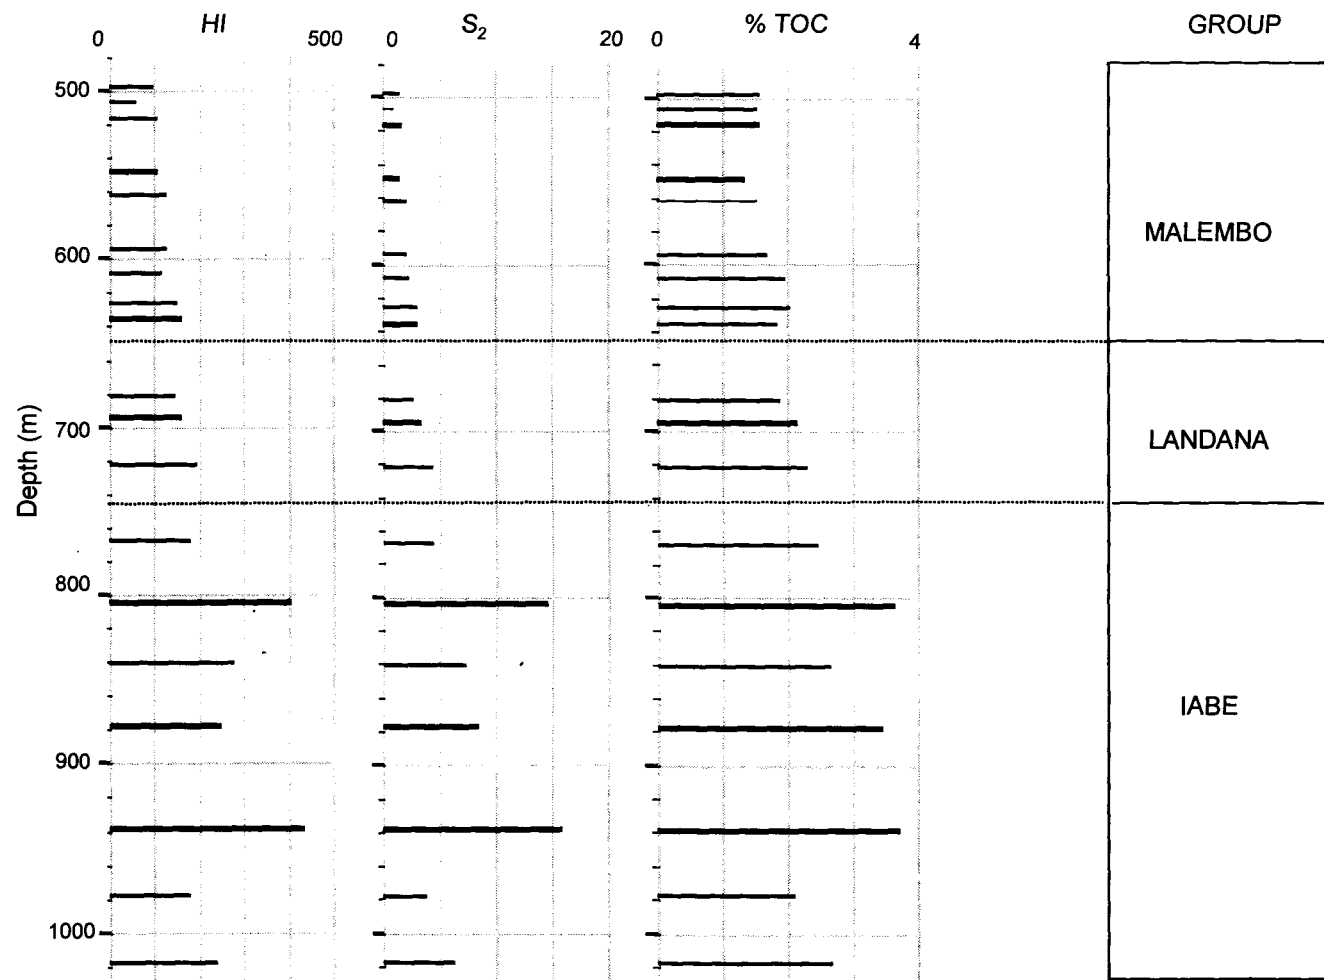 HI S₂ % TOC GROUP
0 500 0 20 0 4
500
MALEMBO
600
LANDANA
700
Depth (m)
800
IABE
900
1000